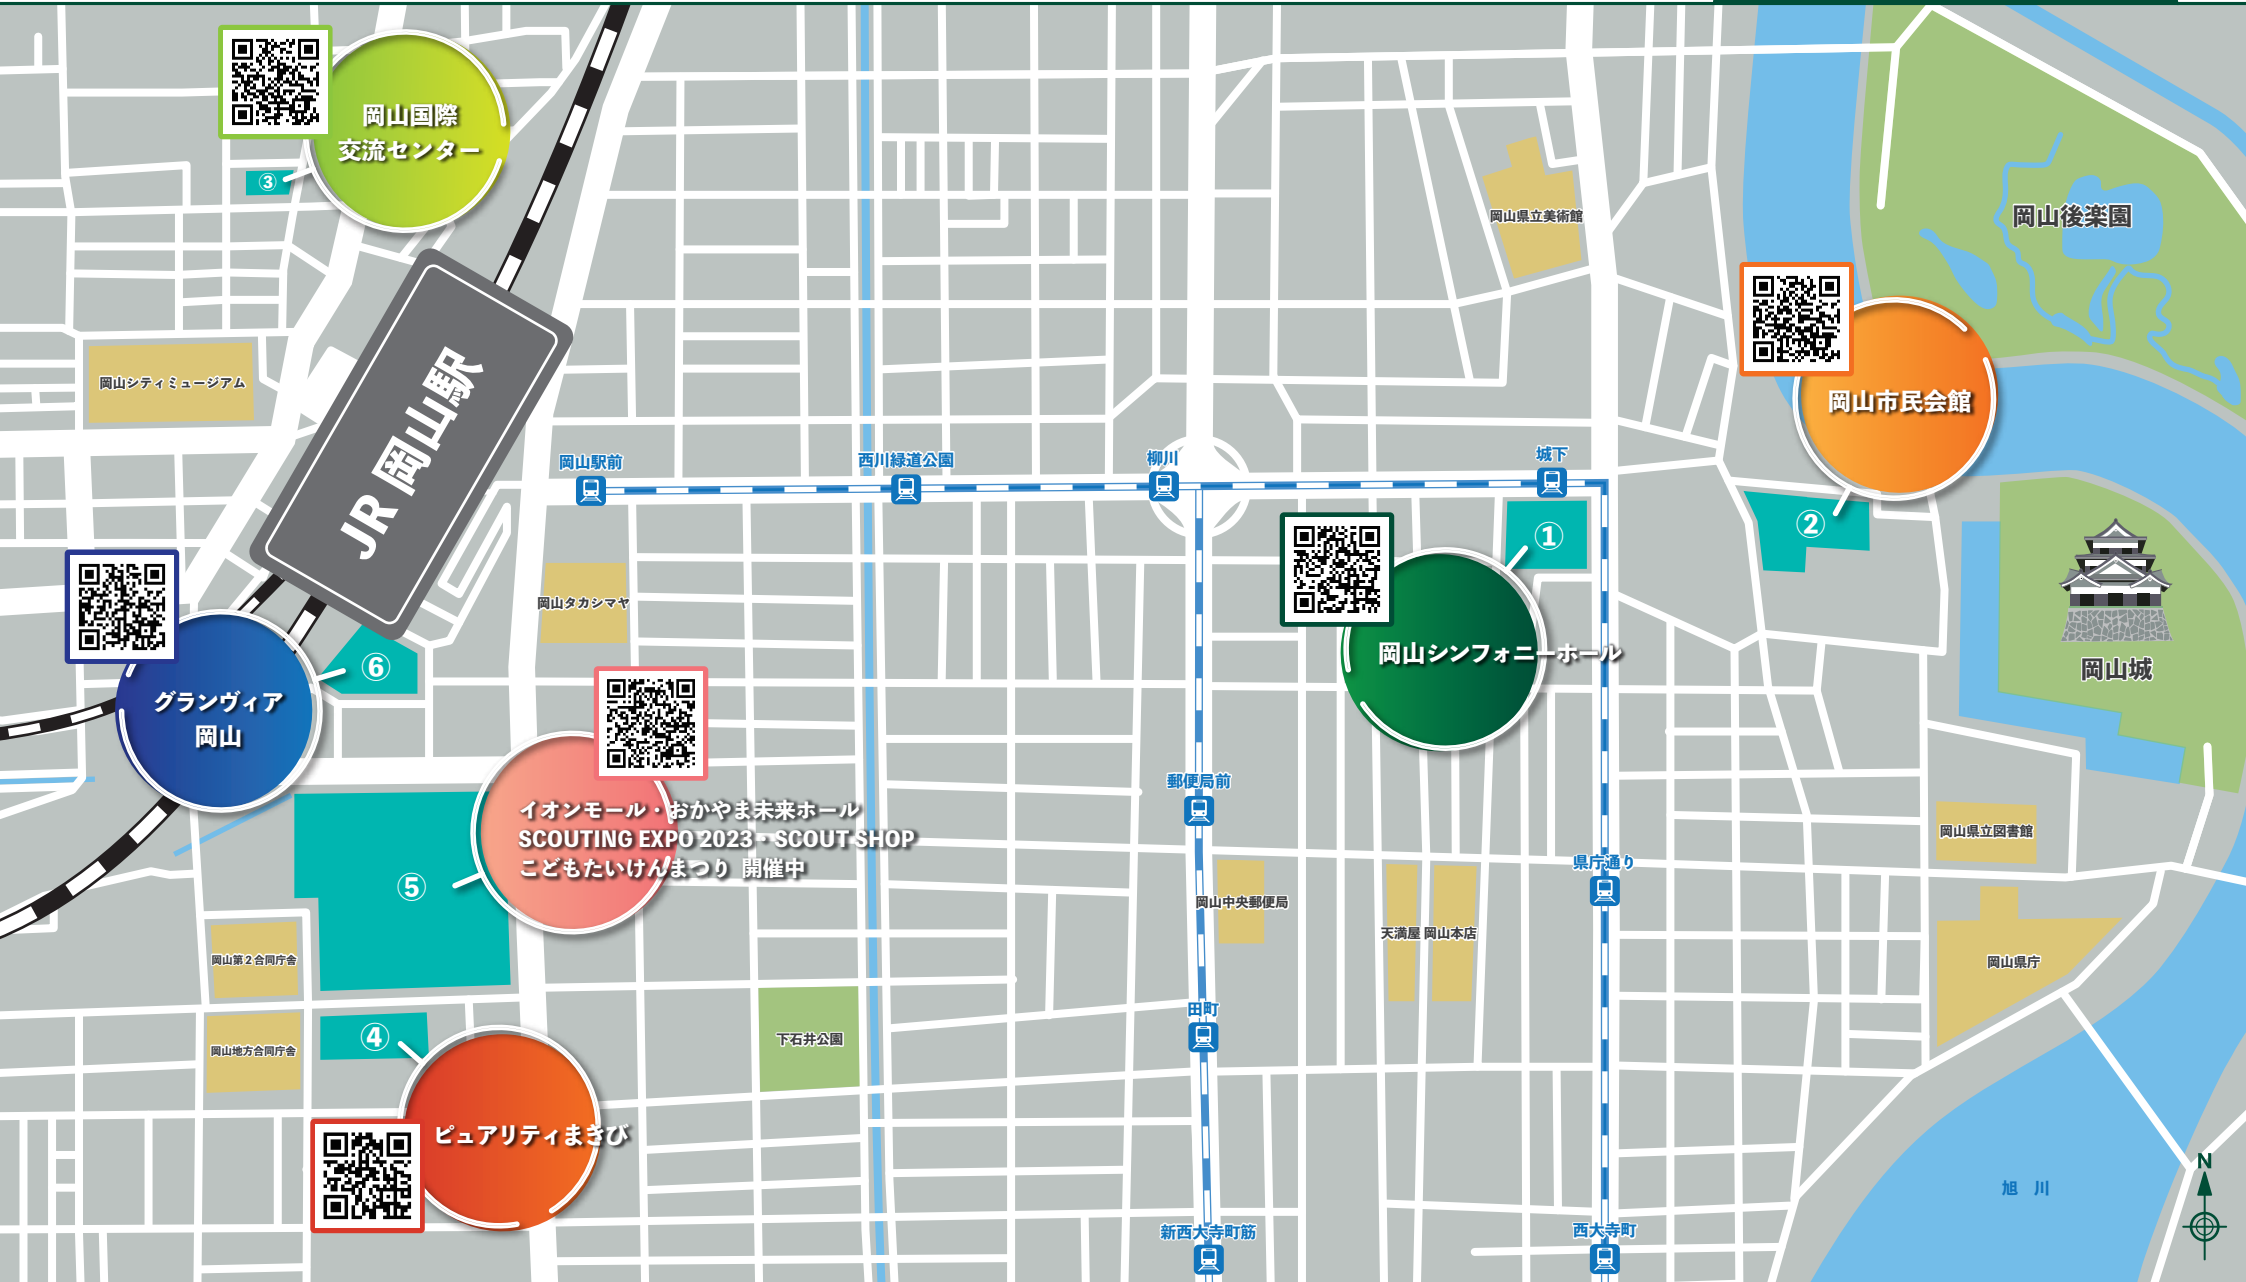 岡山国際
交流センター
③
岡山県立美術館
岡山後楽園
岡山シティミュージアム
JR 岡山駅
岡山市民会館
岡山駅前
西川緑道公園
柳川
城下
①
②
岡山タカシマヤ
岡山シンフォニーホール
岡山城
⑥
グランヴィア
岡山
郵便局前
イオンモール・おかやま未来ホール
SCOUTING EXPO 2023・SCOUT SHOP
こどもたいけんまつり 開催中
⑤
岡山県立図書館
県庁通り
岡山中央郵便局
天満屋 岡山本店
岡山第2合同庁舎
岡山県庁
田町
④
下石井公園
岡山地方合同庁舎
ピュアリティまきび
N
旭 川
新西大寺町筋
西大寺町